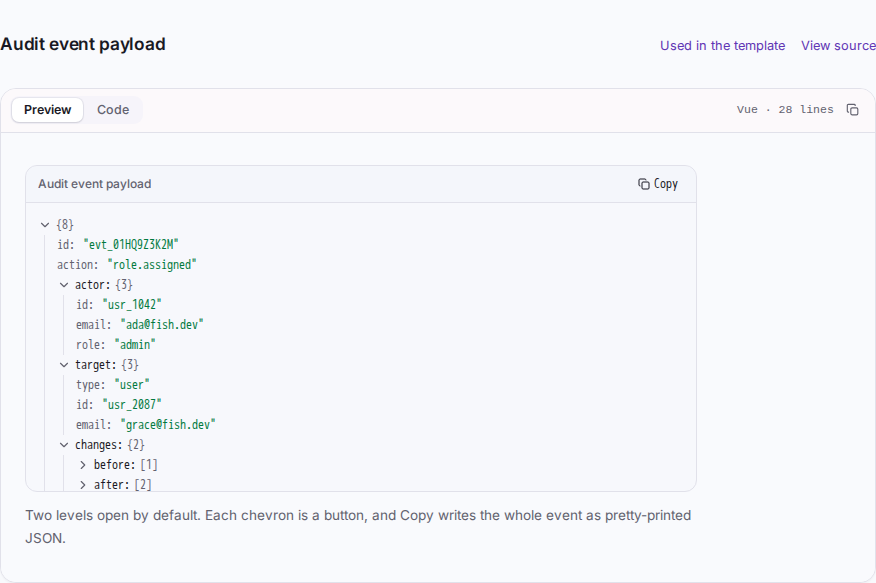 Audit event payload
Used in the template View source
Preview Code
Vue · 28 lines
Audit event payload
Copy
{8}
id: "evt_01HQ9Z3K2M"
action: "role.assigned"
actor: {3}
id: "usr_1042"
email: "ada@fish.dev"
role: "admin"
target: {3}
type: "user"
id: "usr_2087"
email: "grace@fish.dev"
changes: {2}
before: [1]
after: [2]
Two levels open by default. Each chevron is a button, and Copy writes the whole event as pretty-printed
JSON.